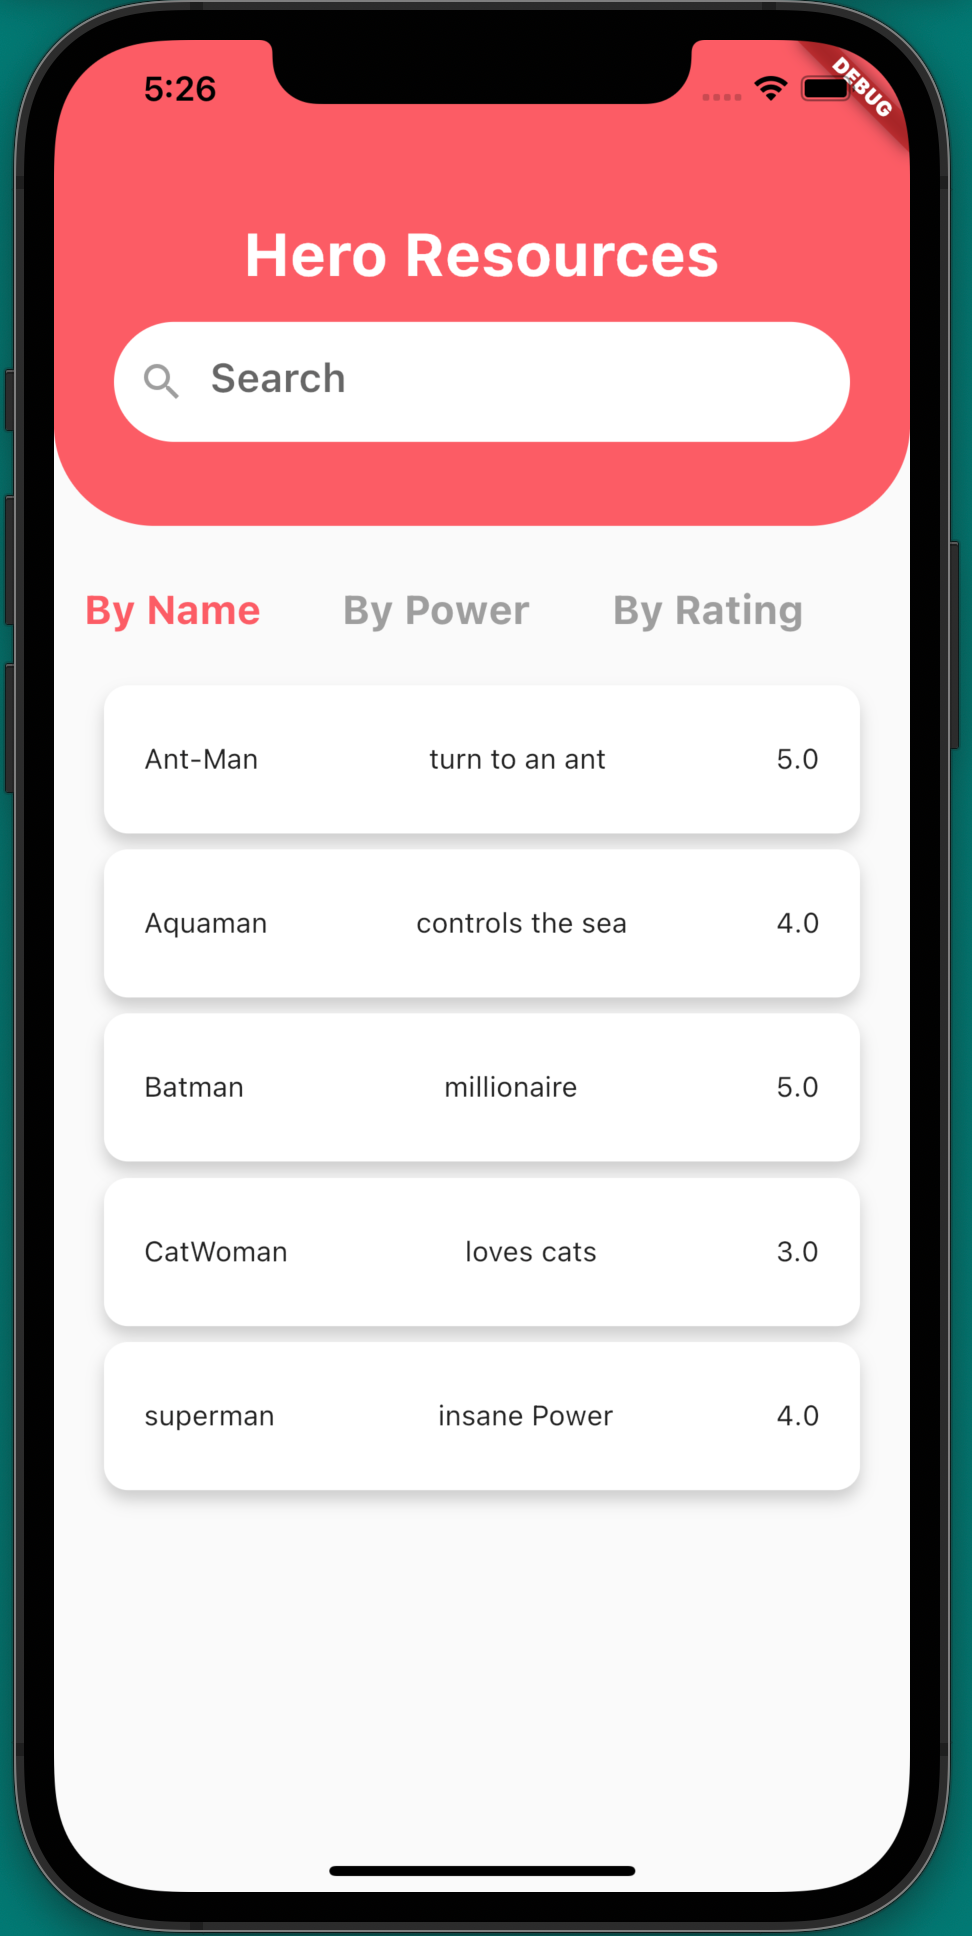 5:26
DEBUG
Hero Resources
Search
By Name By Power By Rating
Ant-Man turn to an ant 5.0
Aquaman controls the sea 4.0
Batman millionaire 5.0
CatWoman loves cats 3.0
superman insane Power 4.0